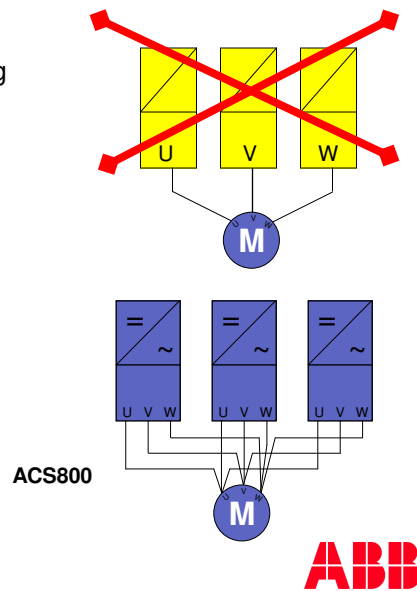 g
U V W
U V W
M
= = =
~ ~ ~
U V W U V W U V W
ACS800
U V W
M
ABB